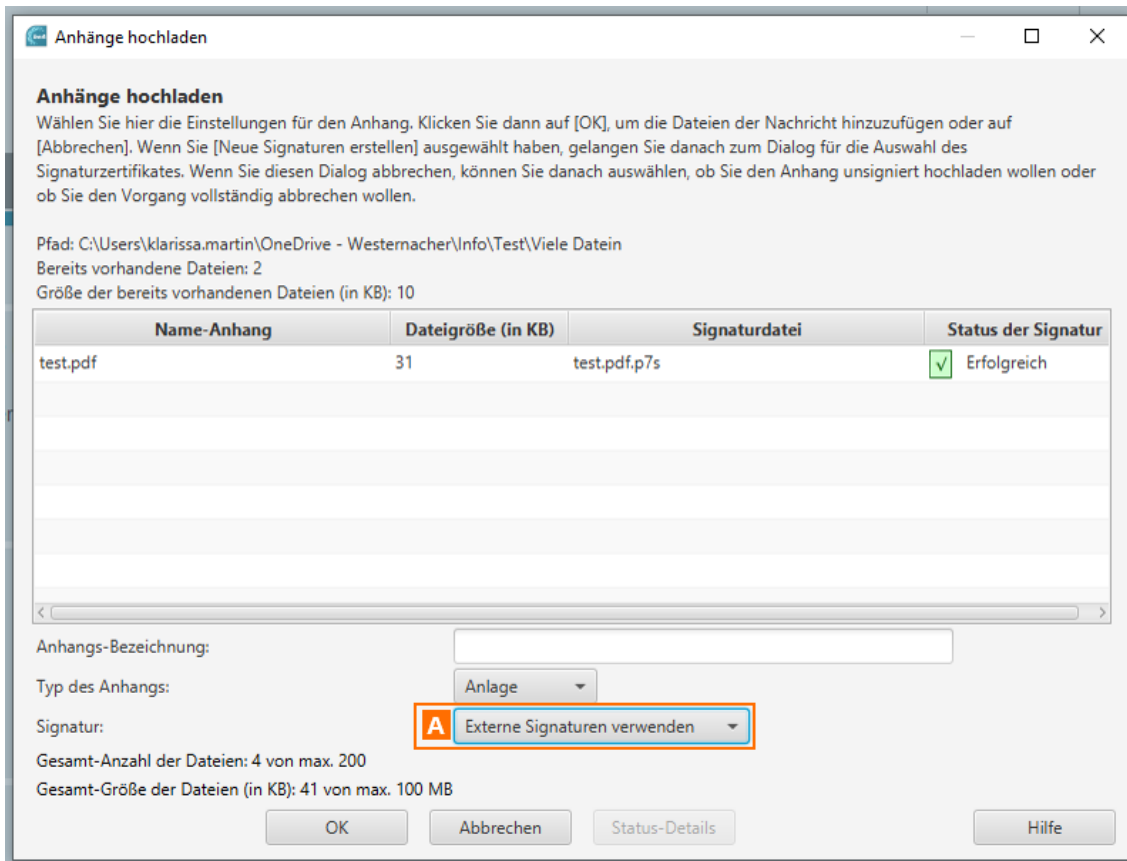 Anhänge hochladen
Anhänge hochladen
Wählen Sie hier die Einstellungen für den Anhang. Klicken Sie dann auf [OK], um die Dateien der Nachricht hinzuzufügen oder auf
[Abbrechen]. Wenn Sie [Neue Signaturen erstellen] ausgewählt haben, gelangen Sie danach zum Dialog für die Auswahl des
Signaturzertifikates. Wenn Sie diesen Dialog abbrechen, können Sie danach auswählen, ob Sie den Anhang unsigniert hochladen wollen oder
ob Sie den Vorgang vollständig abbrechen wollen.
Pfad: C:\Users\klarissa.martin\OneDrive - Westernacher\Info\Test\Viele Datein
Bereits vorhandene Dateien: 2
Größe der bereits vorhandenen Dateien (in KB): 10
Name-Anhang Dateigröße (in KB) Signaturdatei Status der Signatur
test.pdf 31 test.pdf.p7s √ Erfolgreich
Anhangs-Bezeichnung:
Typ des Anhangs: Anlage
Signatur: A Externe Signaturen verwenden
Gesamt-Anzahl der Dateien: 4 von max. 200
Gesamt-Größe der Dateien (in KB): 41 von max. 100 MB
OK Abbrechen Status-Details Hilfe